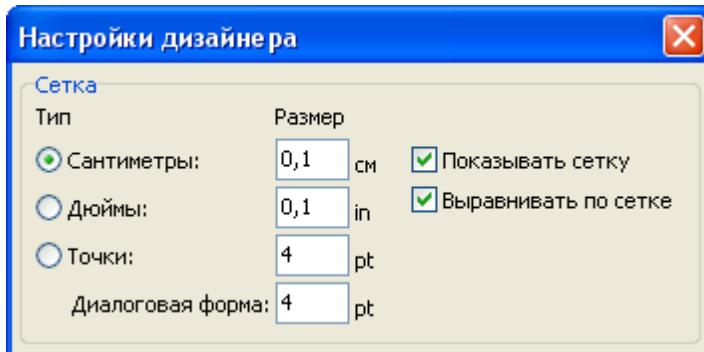 Настройки дизайнера
Сетка
Тип Размер
Сантиметры: 0,1 см Показывать сетку
Дюймы: 0,1 in Выравнивать по сетке
Точки: 4 pt
Диалоговая форма: 4 pt